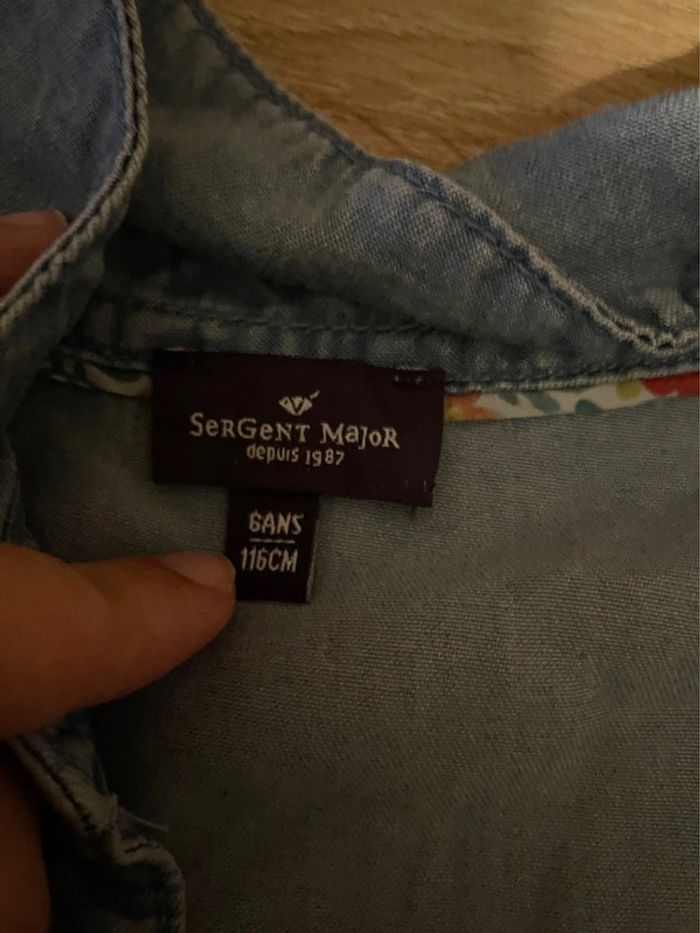 SerGeNT MaJoR
depuis 1987
6ANS
116CM